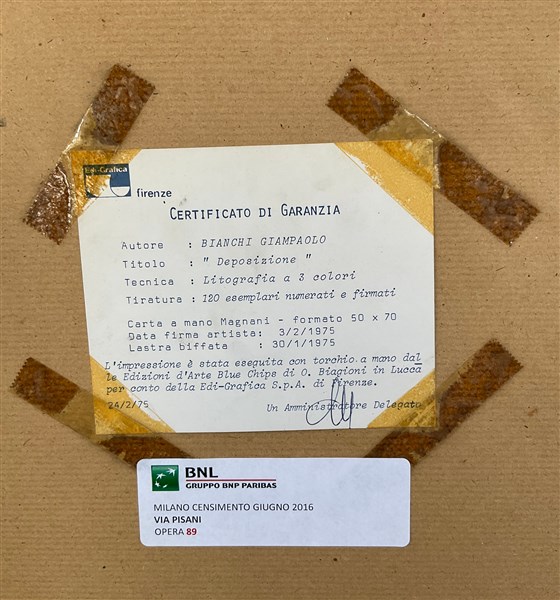 Edi-Grafica
firenze
CERTIFICATO DI GARANZIA
Autore : BIANCHI GIAMPAOLO
Titolo : " Deposizione "
Tecnica : Litografia a 3 colori
Tiratura : 120 esemplari numerati e firmati
Carta a mano Magnani - formato 50 x 70
Data firma artista: 3/2/1975
Lastra biffata : 30/1/1975
L'impressione è stata eseguita con torchio a mano dal
le Edizioni d'Arte Blue Chips di O. Biagioni in Lucca
per conto della Edi-Grafica S.p.A. di Firenze.
24/2/75 Un Amministratore Delegato
BNL
GRUPPO BNP PARIBAS
MILANO CENSIMENTO GIUGNO 2016
VIA PISANI
OPERA 89